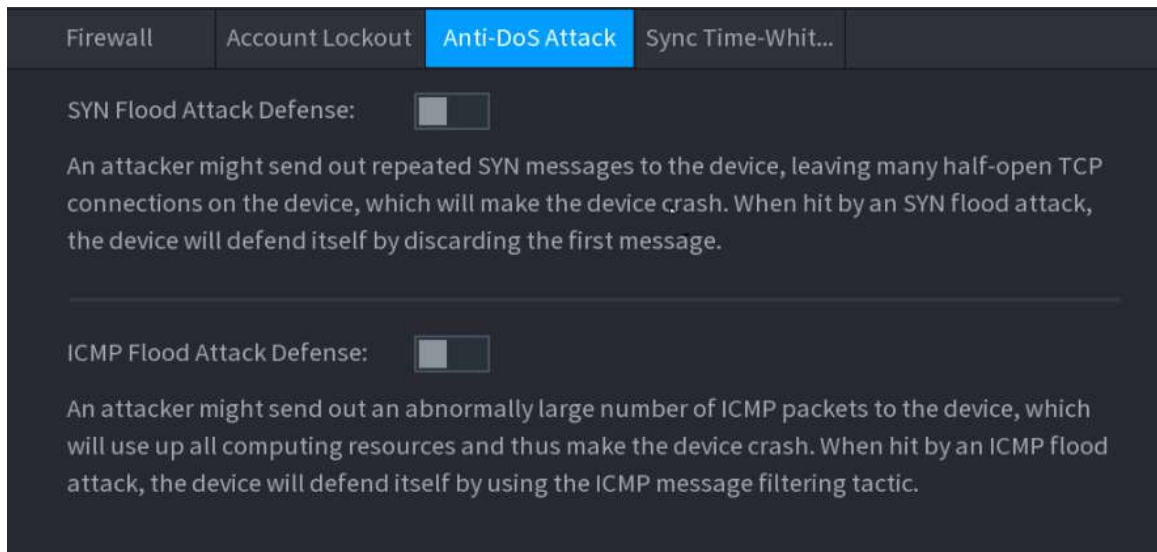 Firewall Account Lockout Anti-DoS Attack Sync Time-Whit...
SYN Flood Attack Defense:
An attacker might send out repeated SYN messages to the device, leaving many half-open TCP
connections on the device, which will make the device crash. When hit by an SYN flood attack,
the device will defend itself by discarding the first message.
ICMP Flood Attack Defense:
An attacker might send out an abnormally large number of ICMP packets to the device, which
will use up all computing resources and thus make the device crash. When hit by an ICMP flood
attack, the device will defend itself by using the ICMP message filtering tactic.